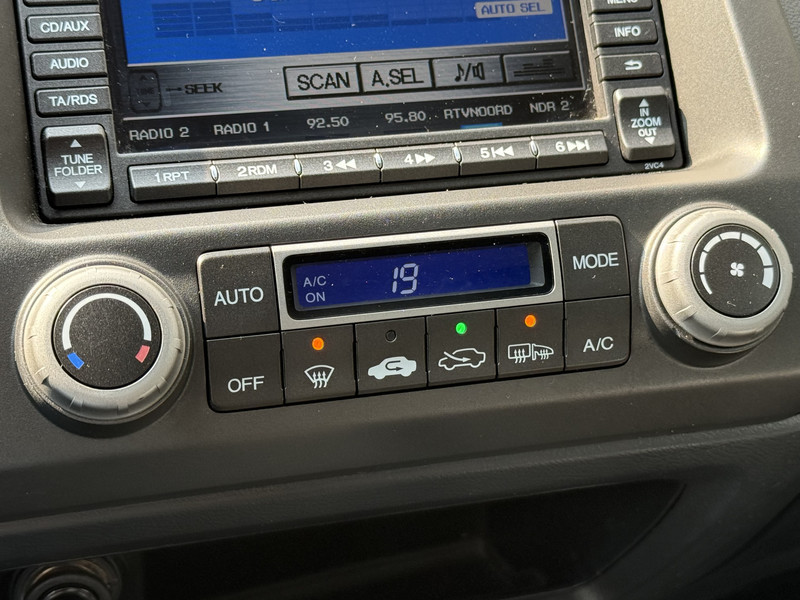 MENU
CD/AUX
INFO
AUDIO
TA/RDS
AUTO SEL
SEEK
SCAN
A.SEL
RADIO 2 RADIO 1 92.50 95.80 RTVNOORD NDR 2
TUNE
FOLDER
IN
ZOOM
OUT
2VC4
1 RPT 2 RDM 3 4 5 6
AUTO
A/C
ON
19
MODE
OFF
A/C